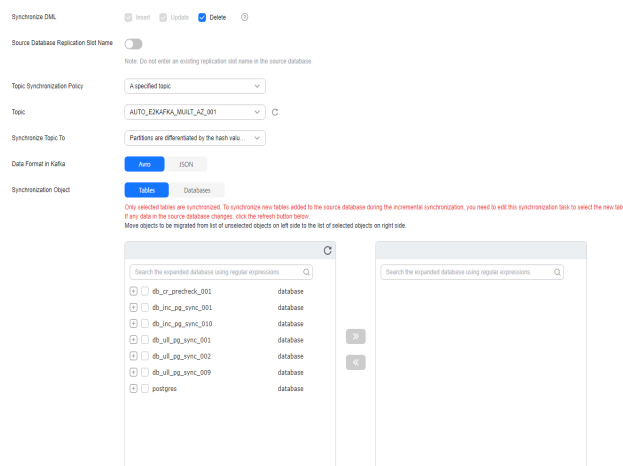 Synchronize DML
Insert Update Delete
Source Database Replication Slot Name
Note: Do not enter an existing replication slot name in the source database.
Topic Synchronization Policy
A specified topic
Topic
AUTO_E2KAFKA_MUILT_AZ_001
Synchronize Topic To
Partitions are differentiated by the hash valu...
Data Format in Kafka
Avro JSON
Synchronization Object
Tables Databases
Only selected tables are synchronized. To synchronize new tables added to the source database during the incremental synchronization, you need to edit this synchronization task to select the new tab
If any data in the source database changes, click the refresh button below.
Move objects to be migrated from list of unselected objects on left side to the list of selected objects on right side.
Search the expanded database using regular expressions.
Search the expanded database using regular expressions.
db_cr_precheck_001 database
db_inc_pg_sync_001 database
db_inc_pg_sync_010 database
db_ull_pg_sync_001 database
db_ull_pg_sync_002 database
db_ull_pg_sync_009 database
postgres database